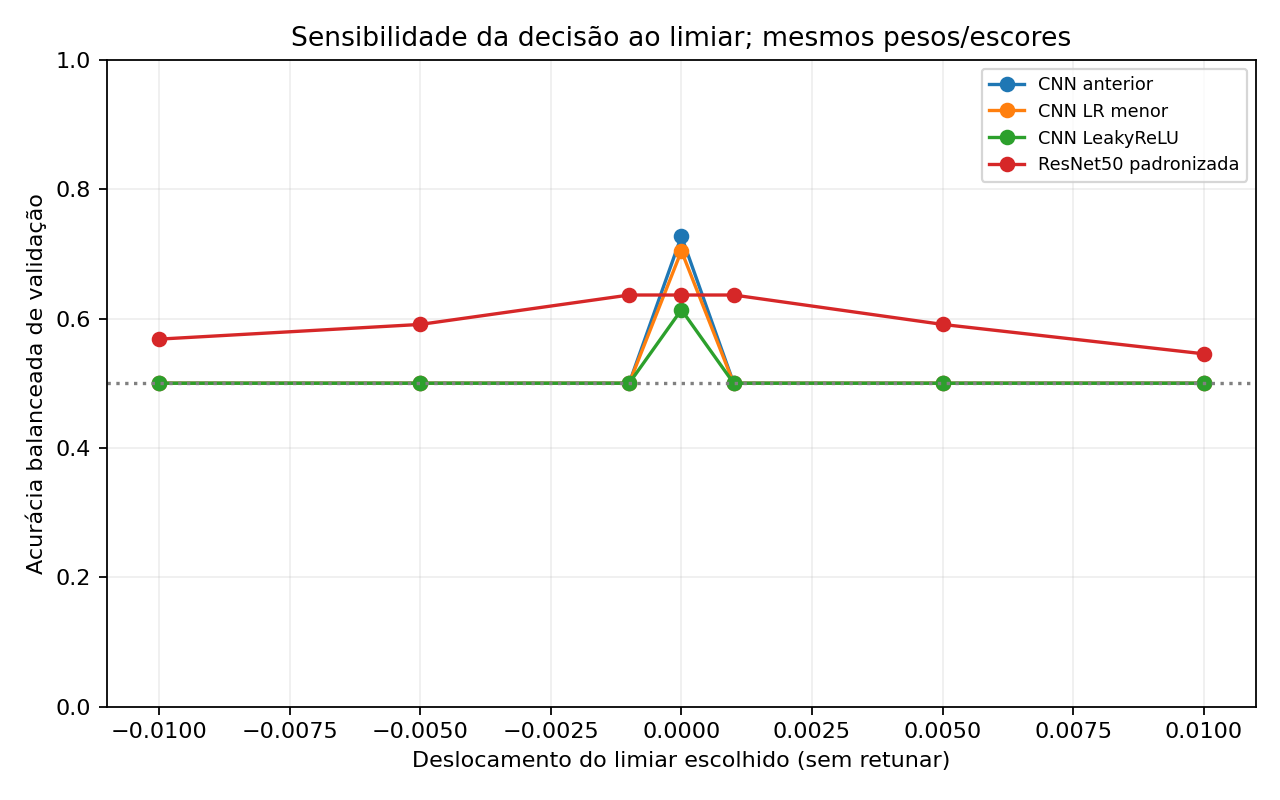 Sensibilidade da decisão ao limiar; mesmos pesos/escores
CNN anterior
CNN LR menor
CNN LeakyReLU
ResNet50 padronizada
Acurácia balanceada de validação
1.0
0.8
0.6
0.4
0.2
0.0
−0.0100 −0.0075 −0.0050 −0.0025 0.0000 0.0025 0.0050 0.0075 0.0100
Deslocamento do limiar escolhido (sem retunar)